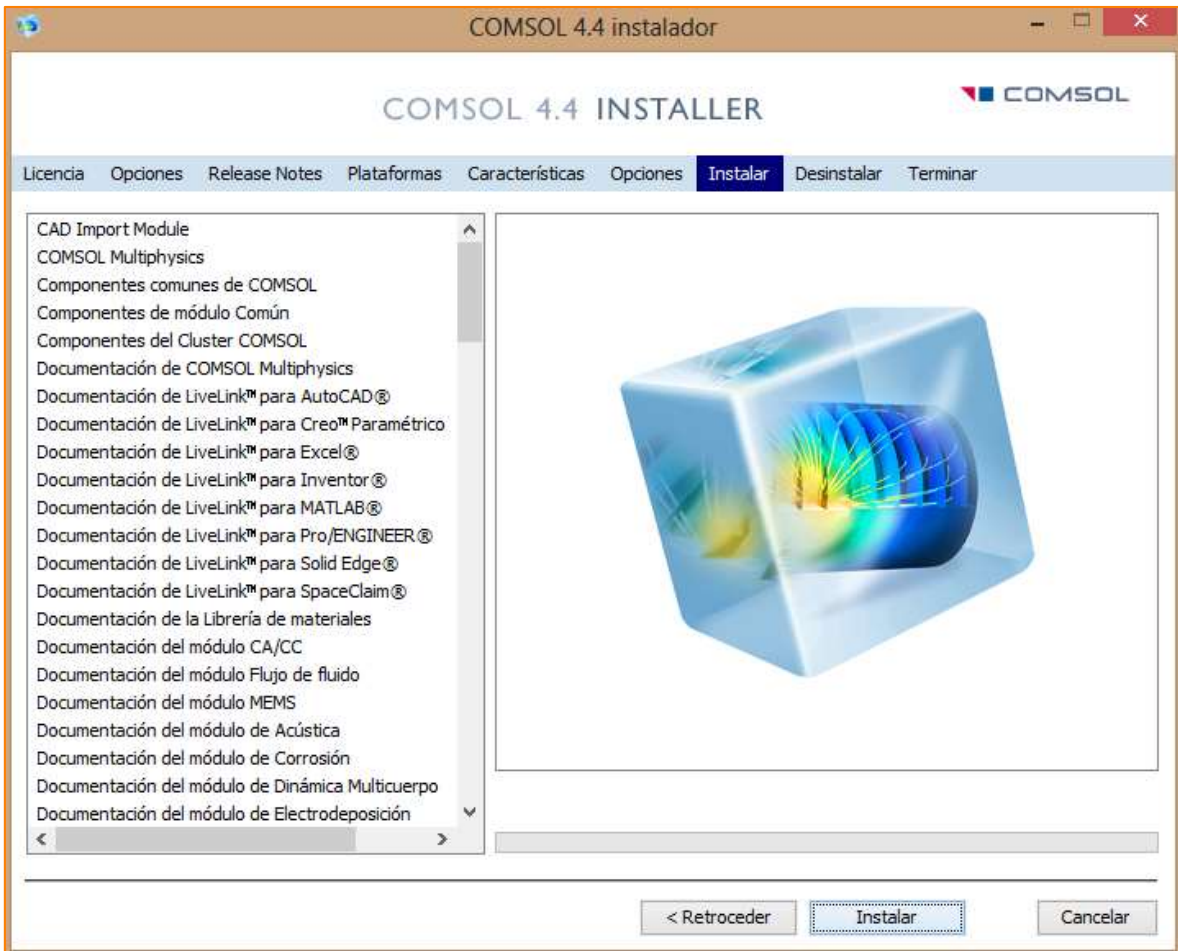 COMSOL 4.4 instalador
COMSOL 4.4 INSTALLER
COMSOL
Licencia Opciones Release Notes Plataformas Características Opciones Instalar Desinstalar Terminar
CAD Import Module
COMSOL Multiphysics
Componentes comunes de COMSOL
Componentes de módulo Común
Componentes del Cluster COMSOL
Documentación de COMSOL Multiphysics
Documentación de LiveLink™ para AutoCAD®
Documentación de LiveLink™ para Creo™ Paramétrico
Documentación de LiveLink™ para Excel®
Documentación de LiveLink™ para Inventor®
Documentación de LiveLink™ para MATLAB®
Documentación de LiveLink™ para Pro/ENGINEER®
Documentación de LiveLink™ para Solid Edge®
Documentación de LiveLink™ para SpaceClaim®
Documentación de la Librería de materiales
Documentación del módulo CA/CC
Documentación del módulo Flujo de fluido
Documentación del módulo MEMS
Documentación del módulo de Acústica
Documentación del módulo de Corrosión
Documentación del módulo de Dinámica Multicuerpo
Documentación del módulo de Electrodeposición
< Retroceder Instalar Cancelar